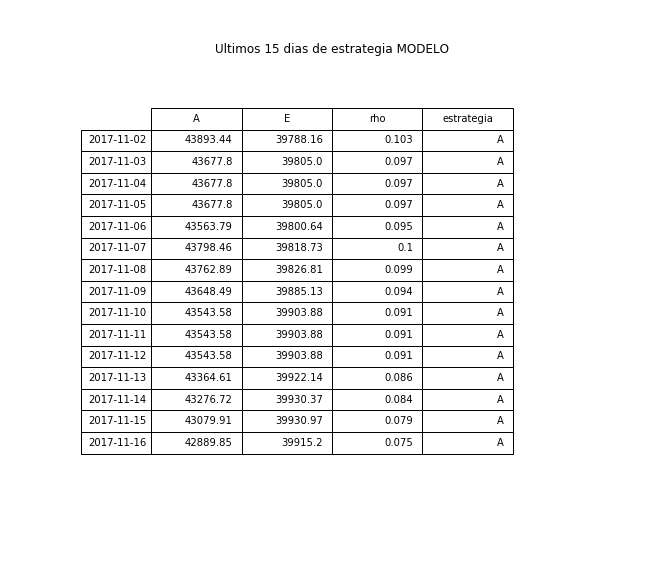 Ultimos 15 dias de estrategia MODELO
A E rho estrategia
2017-11-02 43893.44 39788.16 0.103 A
2017-11-03 43677.8 39805.0 0.097 A
2017-11-04 43677.8 39805.0 0.097 A
2017-11-05 43677.8 39805.0 0.097 A
2017-11-06 43563.79 39800.64 0.095 A
2017-11-07 43798.46 39818.73 0.1 A
2017-11-08 43762.89 39826.81 0.099 A
2017-11-09 43648.49 39885.13 0.094 A
2017-11-10 43543.58 39903.88 0.091 A
2017-11-11 43543.58 39903.88 0.091 A
2017-11-12 43543.58 39903.88 0.091 A
2017-11-13 43364.61 39922.14 0.086 A
2017-11-14 43276.72 39930.37 0.084 A
2017-11-15 43079.91 39930.97 0.079 A
2017-11-16 42889.85 39915.2 0.075 A